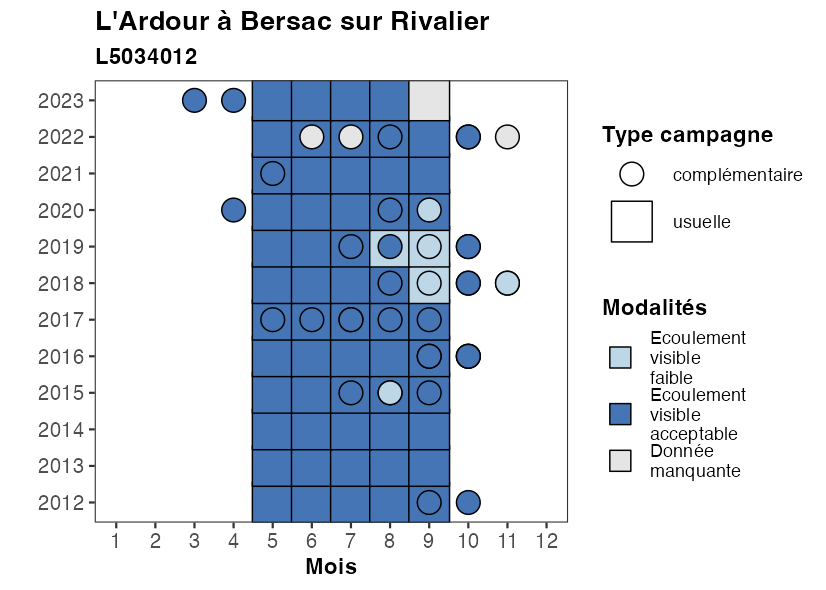 L'Ardour à Bersac sur Rivalier
L5034012
2023
2022
2021
2020
2019
2018
2017
2016
2015
2014
2013
2012
1 2 3 4 5 6 7 8 9 10 11 12
Mois
Type campagne
complémentaire
usuelle
Modalités
Ecoulement
visible
faible
Ecoulement
visible
acceptable
Donnée
manquante